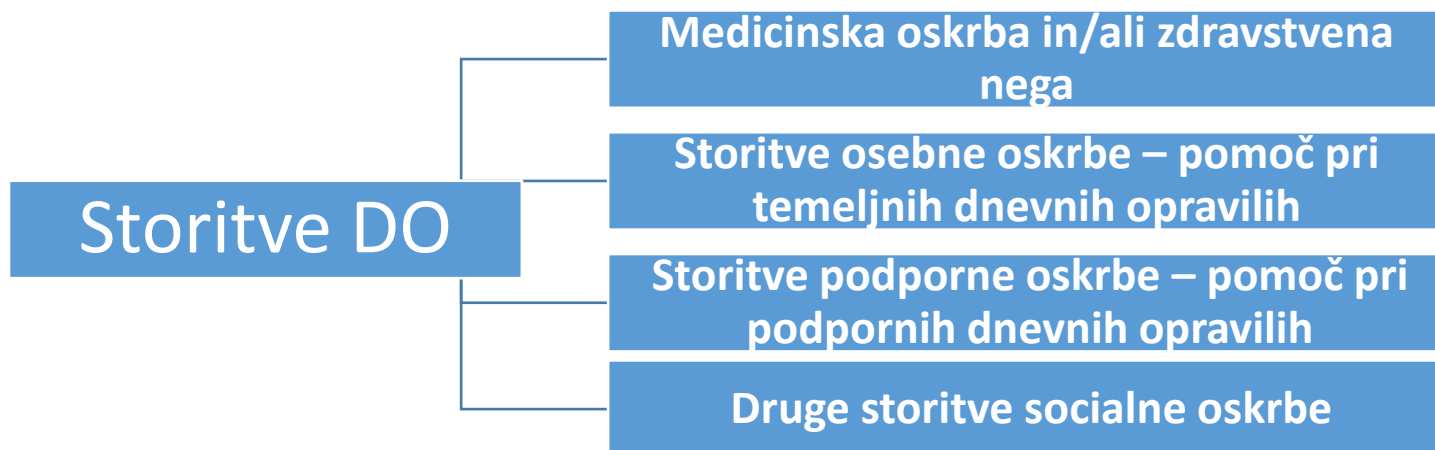 Storitve DO
Medicinska oskrba in/ali zdravstvena
nega
Storitve osebne oskrbe – pomoč pri
temeljnih dnevnih opravilih
Storitve podporne oskrbe – pomoč pri
podpornih dnevnih opravilih
Druge storitve socialne oskrbe